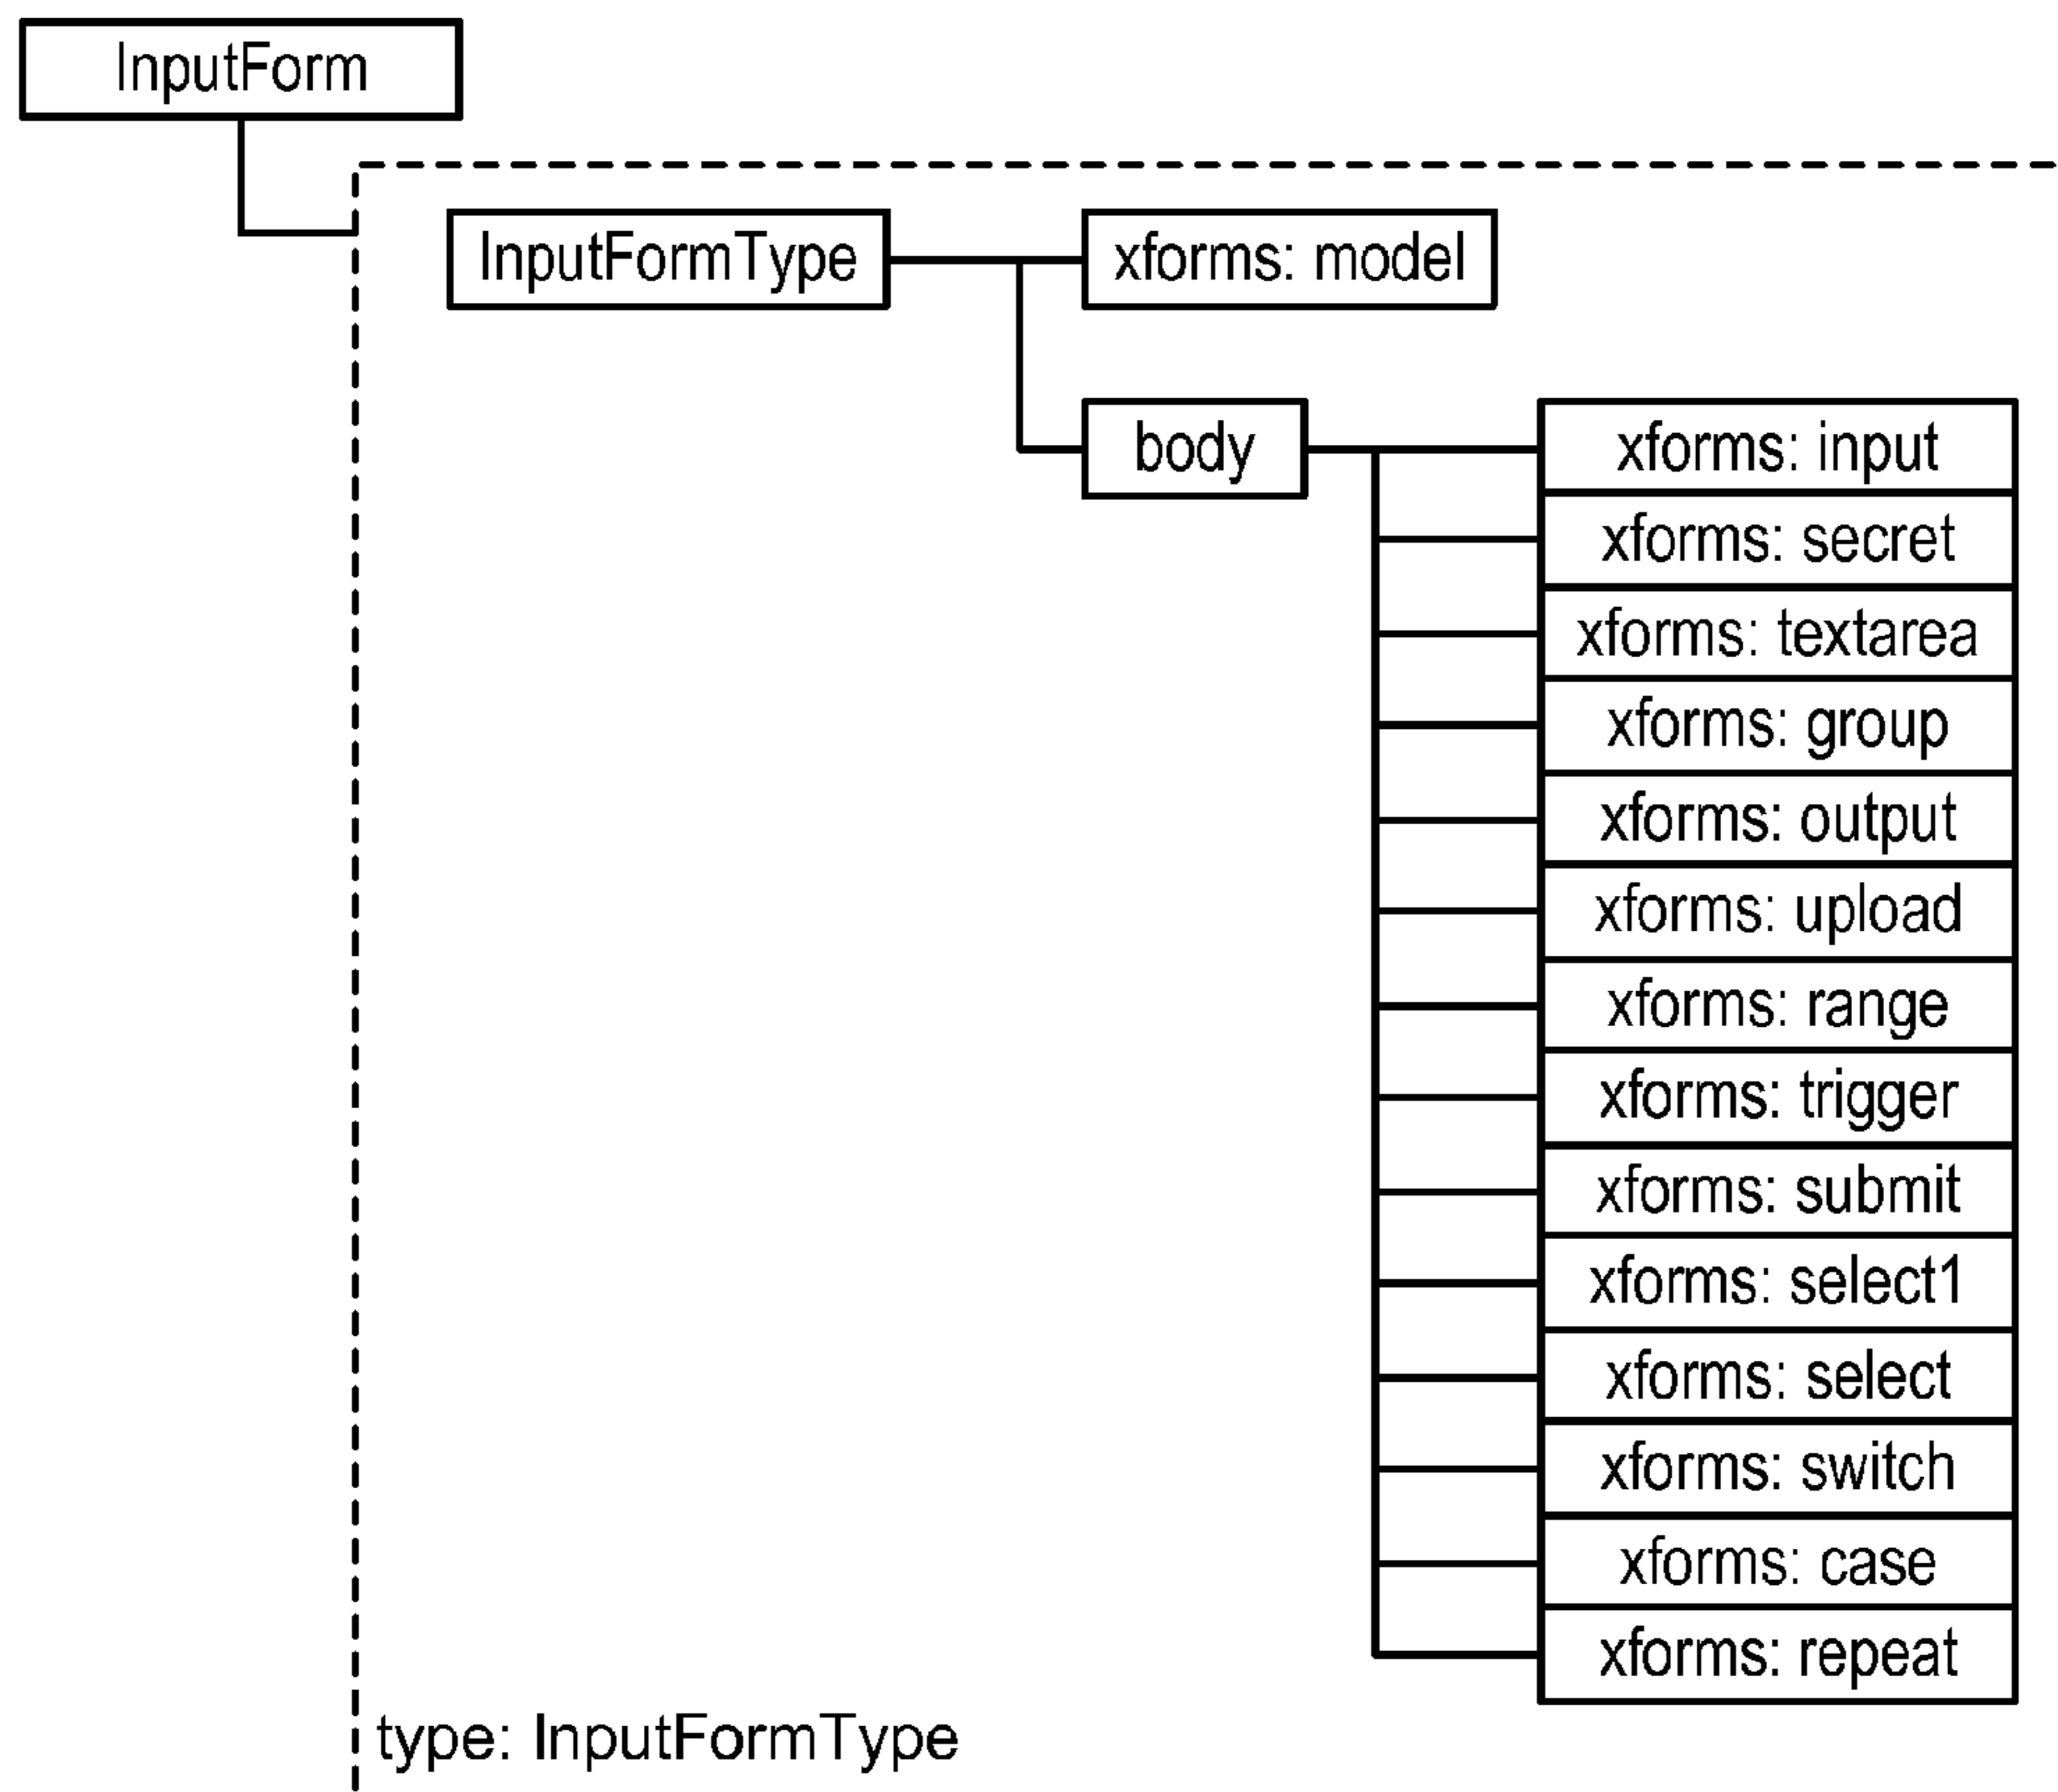 InputForm
InputFormType
xforms: model
body
xforms: input
xforms: secret
xforms: textarea
xforms: group
xforms: output
xforms: upload
xforms: range
xforms: trigger
xforms: submit
xforms: select1
xforms: select
xforms: switch
xforms: case
xforms: repeat
type: InputFormType